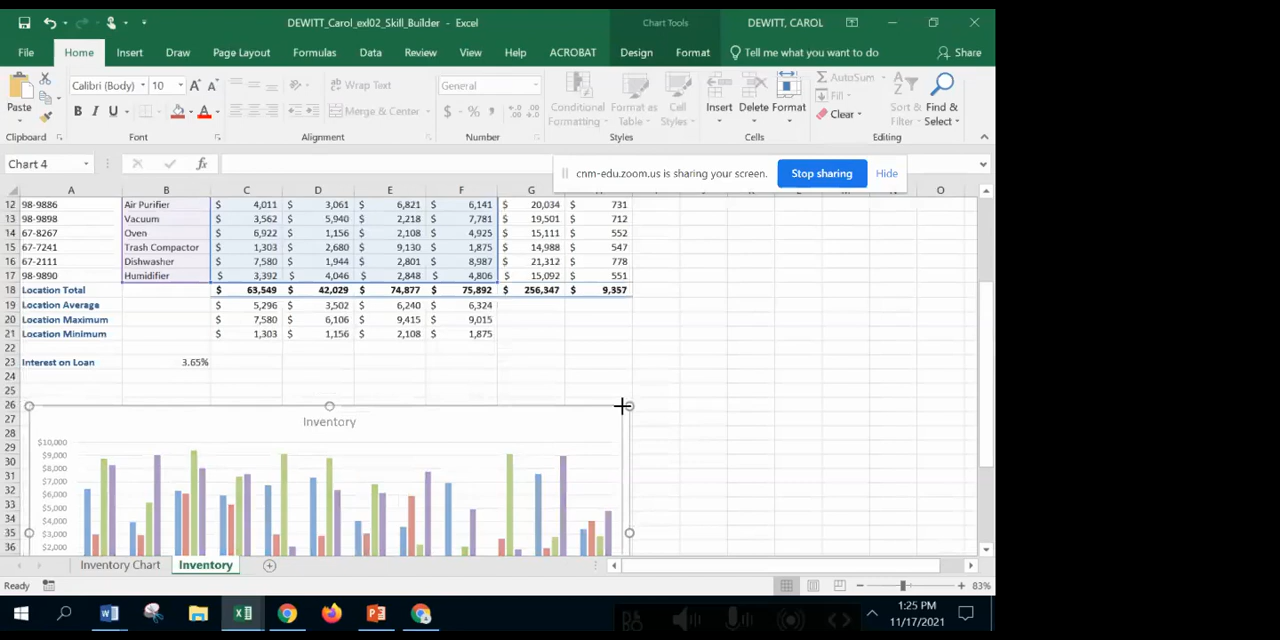 DEWITT_Carol_exl02_Skill_Builder - Excel
Chart Tools
DEWITT, CAROL
File Home Insert Draw Page Layout Formulas Data Review View Help ACROBAT Design Format Tell me what you want to do Share
Calibri (Body) 10 Wrap Text General AutoSum
Paste Merge & Center Conditional Formatting Format as Table Cell Styles Insert Delete Format Fill Clear Sort & Filter Find & Select
Clipboard Font Alignment Number Styles Cells Editing
Chart 4
cnm-edu.zoom.us is sharing your screen. Stop sharing Hide
A B C D E F G O
12 98-9886 Air Purifier $ 4,011 $ 3,061 $ 6,821 $ 6,141 $ 20,034 $ 731
13 98-9898 Vacuum $ 3,562 $ 5,940 $ 2,218 $ 7,781 $ 19,501 $ 712
14 67-8267 Oven $ 6,922 $ 1,156 $ 2,108 $ 4,925 $ 15,111 $ 552
15 67-7241 Trash Compactor $ 1,303 $ 2,680 $ 9,130 $ 1,875 $ 14,988 $ 547
16 67-2111 Dishwasher $ 7,580 $ 1,944 $ 2,801 $ 8,987 $ 21,312 $ 778
17 98-9890 Humidifier $ 3,392 $ 4,046 $ 2,848 $ 4,806 $ 15,092 $ 551
18 Location Total $ 63,549 $ 42,029 $ 74,877 $ 75,892 $ 256,347 $ 9,357
19 Location Average $ 5,296 $ 3,502 $ 6,240 $ 6,324
20 Location Maximum $ 7,580 $ 6,106 $ 9,415 $ 9,015
21 Location Minimum $ 1,303 $ 1,156 $ 2,108 $ 1,875
22
23 Interest on Loan 3.65%
24
25
26
27 Inventory
28
29 $10,000
30 $9,000
31 $8,000
$7,000
32 $6,000
33 $5,000
34 $4,000
35 $3,000
36 $2,000
Inventory Chart Inventory
Ready 83%
1:25 PM
11/17/2021